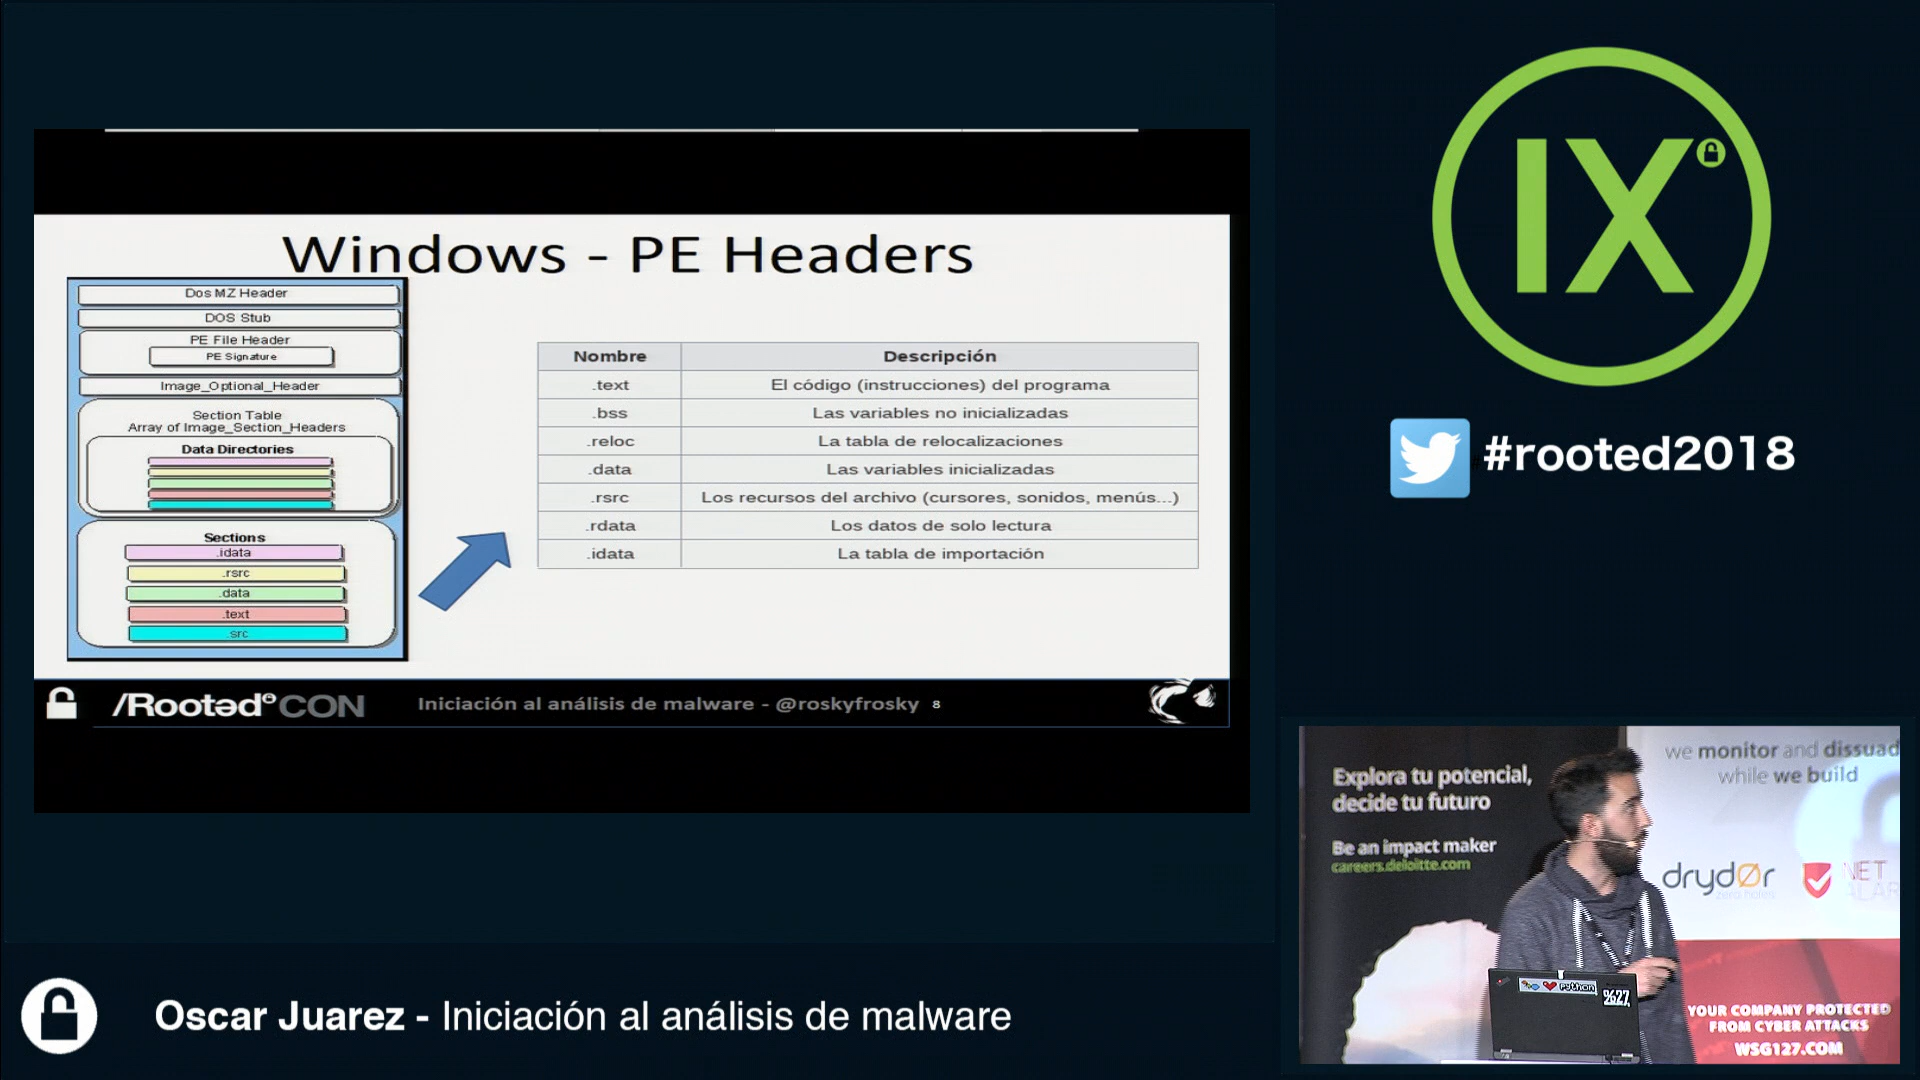 Windows - PE Headers
Dos MZ Header
DOS Stub
PE File Header
PE Signature
Image_Optional_Header
Section Table
Array of Image_Section_Headers
Data Directories
Sections
.idata
.rsrc
.data
.text
.src
Nombre Descripción
.text El código (instrucciones) del programa
.bss Las variables no inicializadas
.reloc La tabla de relocalizaciones
.data Las variables inicializadas
.rsrc Los recursos del archivo (cursores, sonidos, menús...)
.rdata Los datos de solo lectura
.idata La tabla de importación
/Rootəd CON Iniciación al análisis de malware - @roskyfrosky 8
IX
#rooted2018
Explora tu potencial,
decide tu futuro
Be an impact maker
careers.deloitte.com
we monitor and dissuad
while we build
drydØr
NET
python
2627
YOUR COMPANY PROTECTED
FROM CYBER ATTACKS
WSG127.COM
Oscar Juarez - Iniciación al análisis de malware